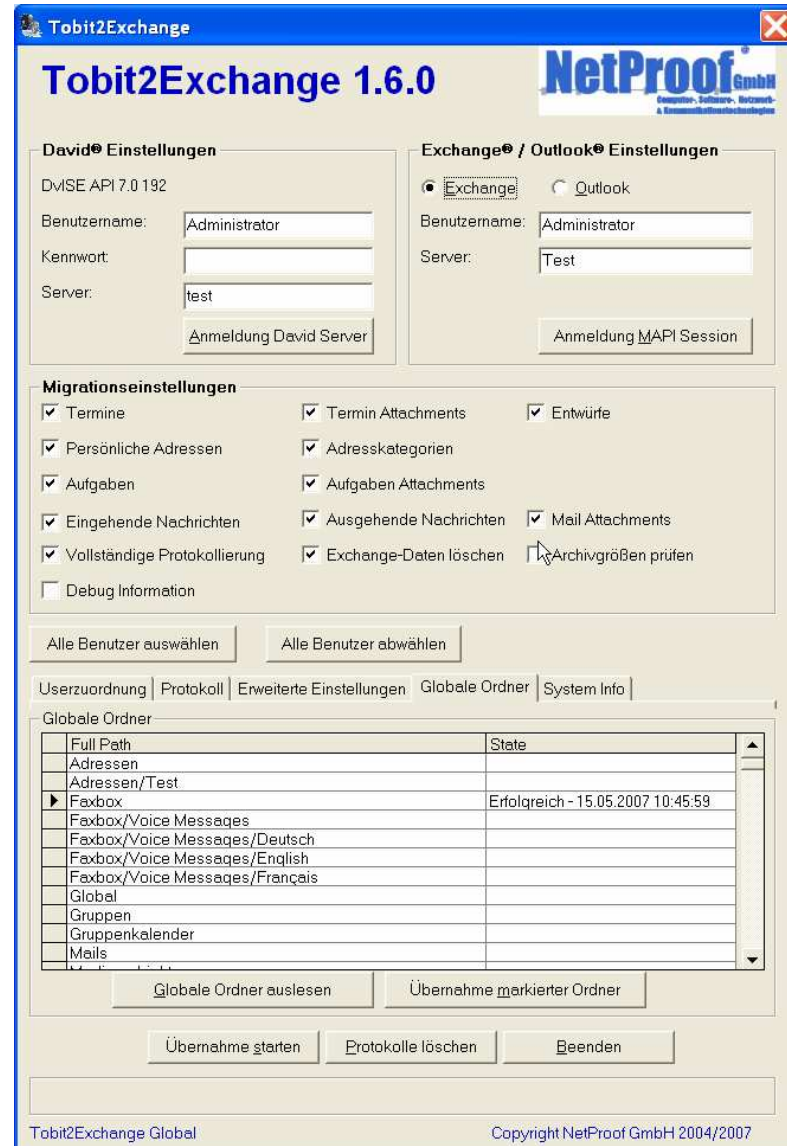 Tobit2Exchange
Tobit2Exchange 1.6.0
NetProof GmbH
Computer-, Software-, Netzwerk-
& Kommunikationstechnologien
David® Einstellungen
DvISE API 7.0 192
Benutzername: Administrator
Kennwort:
Server: test
Anmeldung David Server
Exchange® / Outlook® Einstellungen
Exchange Outlook
Benutzername: Administrator
Server: Test
Anmeldung MAPI Session
Migrationseinstellungen
Termine Termin Attachments Entwürfe
Persönliche Adressen Adresskategorien
Aufgaben Aufgaben Attachments
Eingehende Nachrichten Ausgehende Nachrichten Mail Attachments
Vollständige Protokollierung Exchange-Daten löschen Archivgrößen prüfen
Debug Information
Alle Benutzer auswählen Alle Benutzer abwählen
Userzuordnung Protokoll Erweiterte Einstellungen Globale Ordner System Info
Globale Ordner
Full Path State
Adressen
Adressen/Test
Faxbox Erfolgreich - 15.05.2007 10:45:59
Faxbox/Voice Messages
Faxbox/Voice Messages/Deutsch
Faxbox/Voice Messages/English
Faxbox/Voice Messages/Français
Global
Gruppen
Gruppenkalender
Mails
Globale Ordner auslesen Übernahme markierter Ordner
Übernahme starten Protokolle löschen Beenden
Tobit2Exchange Global Copyright NetProof GmbH 2004/2007